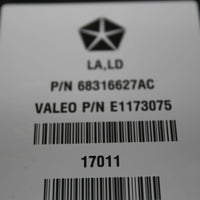 LA,LD
P/N 68316627AC
VALEO P/N E1173075
17011